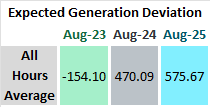 Expected Generation Deviation
Aug-23 Aug-24 Aug-25
All Hours Average -154.10 470.09 575.67